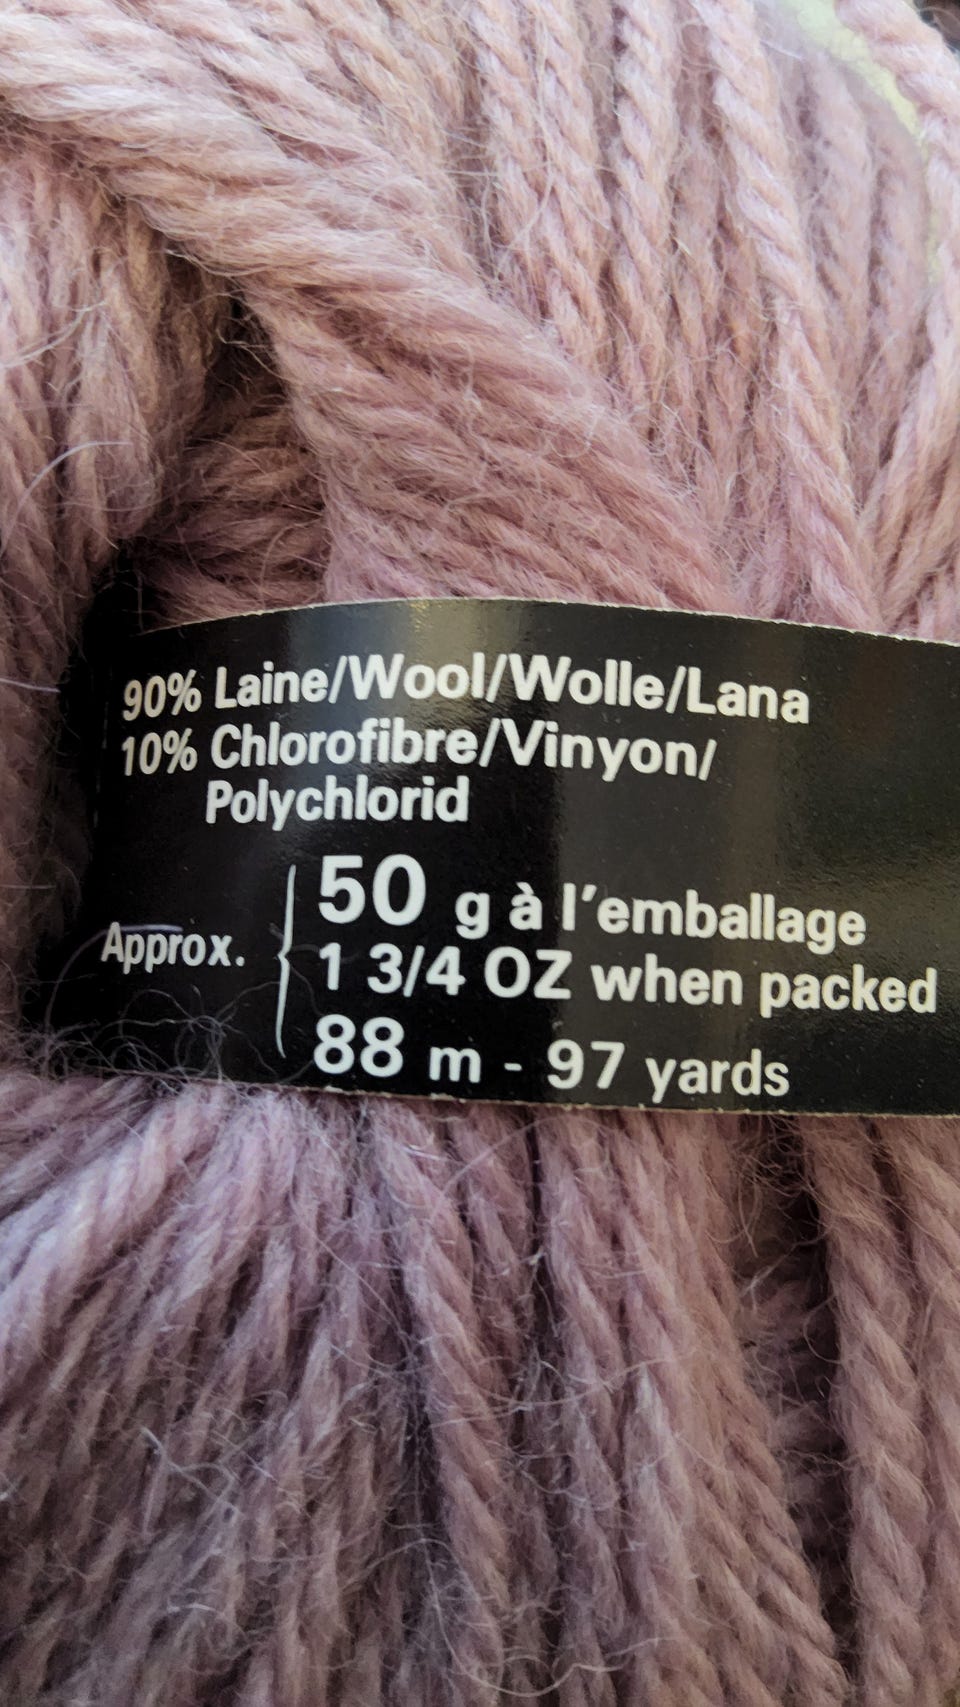 90% Laine/Wool/Wolle/Lana
10% Chlorofibre/Vinyon/
Polychlorid
50 g à l'emballage
Approx.
1 3/4 OZ when packed
88 m - 97 yards